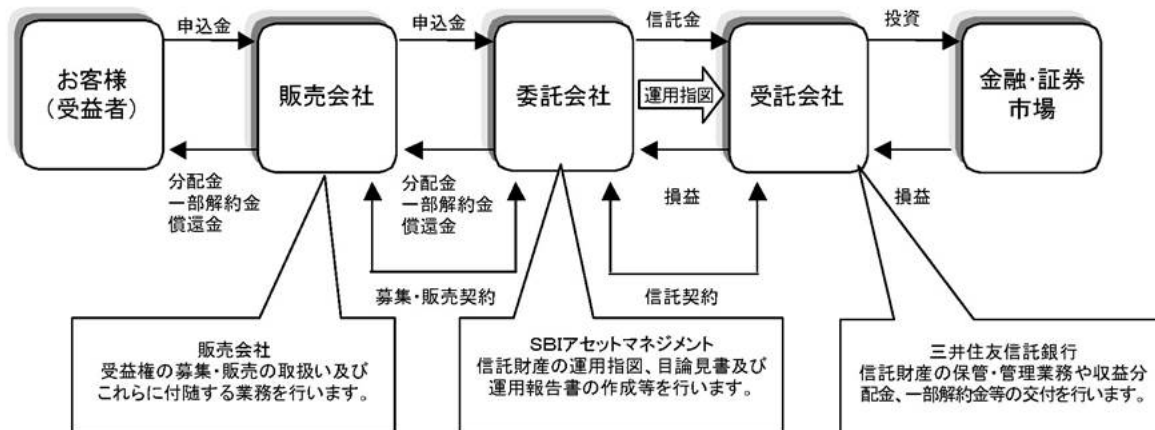 申込金
申込金
信託金
投資
お客様
（受益者）
販売会社
委託会社
運用指図
受託会社
金融・証券
市場
分配金
一部解約金
償還金
分配金
一部解約金
償還金
損益
損益
募集・販売契約
信託契約
販売会社
受益権の募集・販売の取扱い及び
これらに付随する業務を行います。
SBIアセットマネジメント
信託財産の運用指図、目論見書及び
運用報告書の作成等を行います。
三井住友信託銀行
信託財産の保管・管理業務や収益分
配金、一部解約金等の交付を行います。